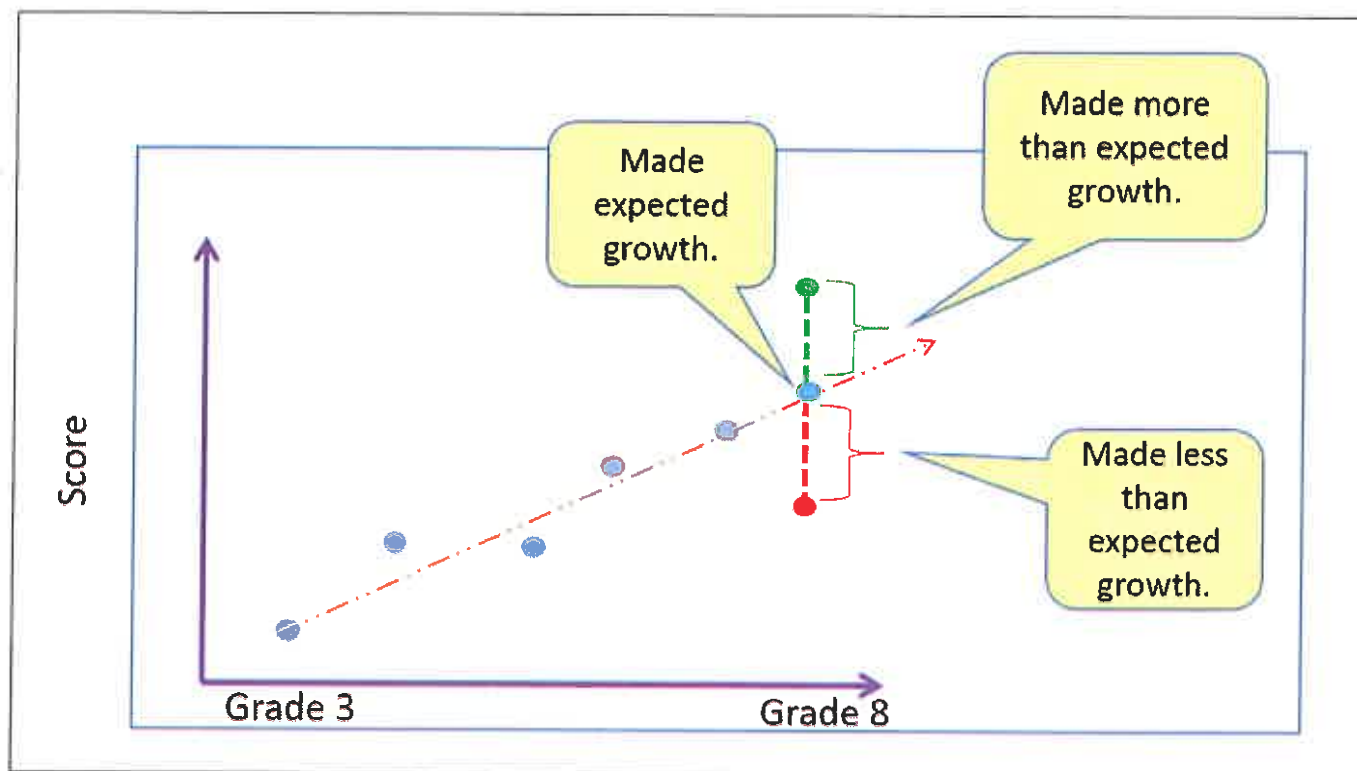 Made more
than expected
growth.
Made
expected
growth.
Score
Made less
than
expected
growth.
Grade 3
Grade 8